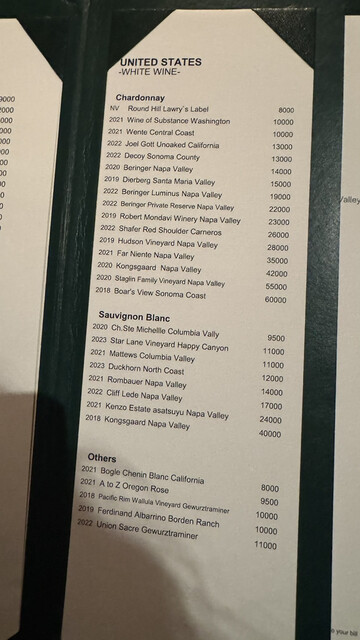 UNITED STATES
-WHITE WINE-
Chardonnay
NV Round Hill Lawry's Label 8000
2021 Wine of Substance Washington 10000
2021 Wente Central Coast 10000
2022 Joel Gott Unoaked California 13000
2022 Decoy Sonoma County 13000
2020 Beringer Napa Valley 14000
2019 Dierberg Santa Maria Valley 15000
2022 Beringer Luminus Napa Valley 19000
2022 Beringer Private Reserve Napa Valley 22000
2019 Robert Mondavi Winery Napa Valley 23000
2022 Shafer Red Shoulder Carneros 26000
2019 Hudson Vineyard Napa Valley 28000
2021 Far Niente Napa Valley 35000
2020 Kongsgaard Napa Valley 42000
2020 Staglin Family Vineyard Napa Valley 55000
2018 Boar's View Sonoma Coast 60000
Sauvignon Blanc
2020 Ch.Ste Michellle Columbia Vally 9500
2023 Star Lane Vineyard Happy Canyon 11000
2021 Mattews Columbia Valley 11000
2023 Duckhorn North Coast 12000
2021 Rombauer Napa Valley 14000
2022 Cliff Lede Napa Valley 17000
2021 Kenzo Estate asatsuyu Napa Valley 24000
2018 Kongsgaard Napa Valley 40000
Others
2021 Bogle Chenin Blanc California 8000
2021 A to Z Oregon Rose 9500
2018 Pacific Rim Wallula Vineyard Gewurztraminer 10000
2019 Ferdinand Albarrino Borden Ranch 10000
2022 Union Sacre Gewurztraminer 11000
Valley
your bill